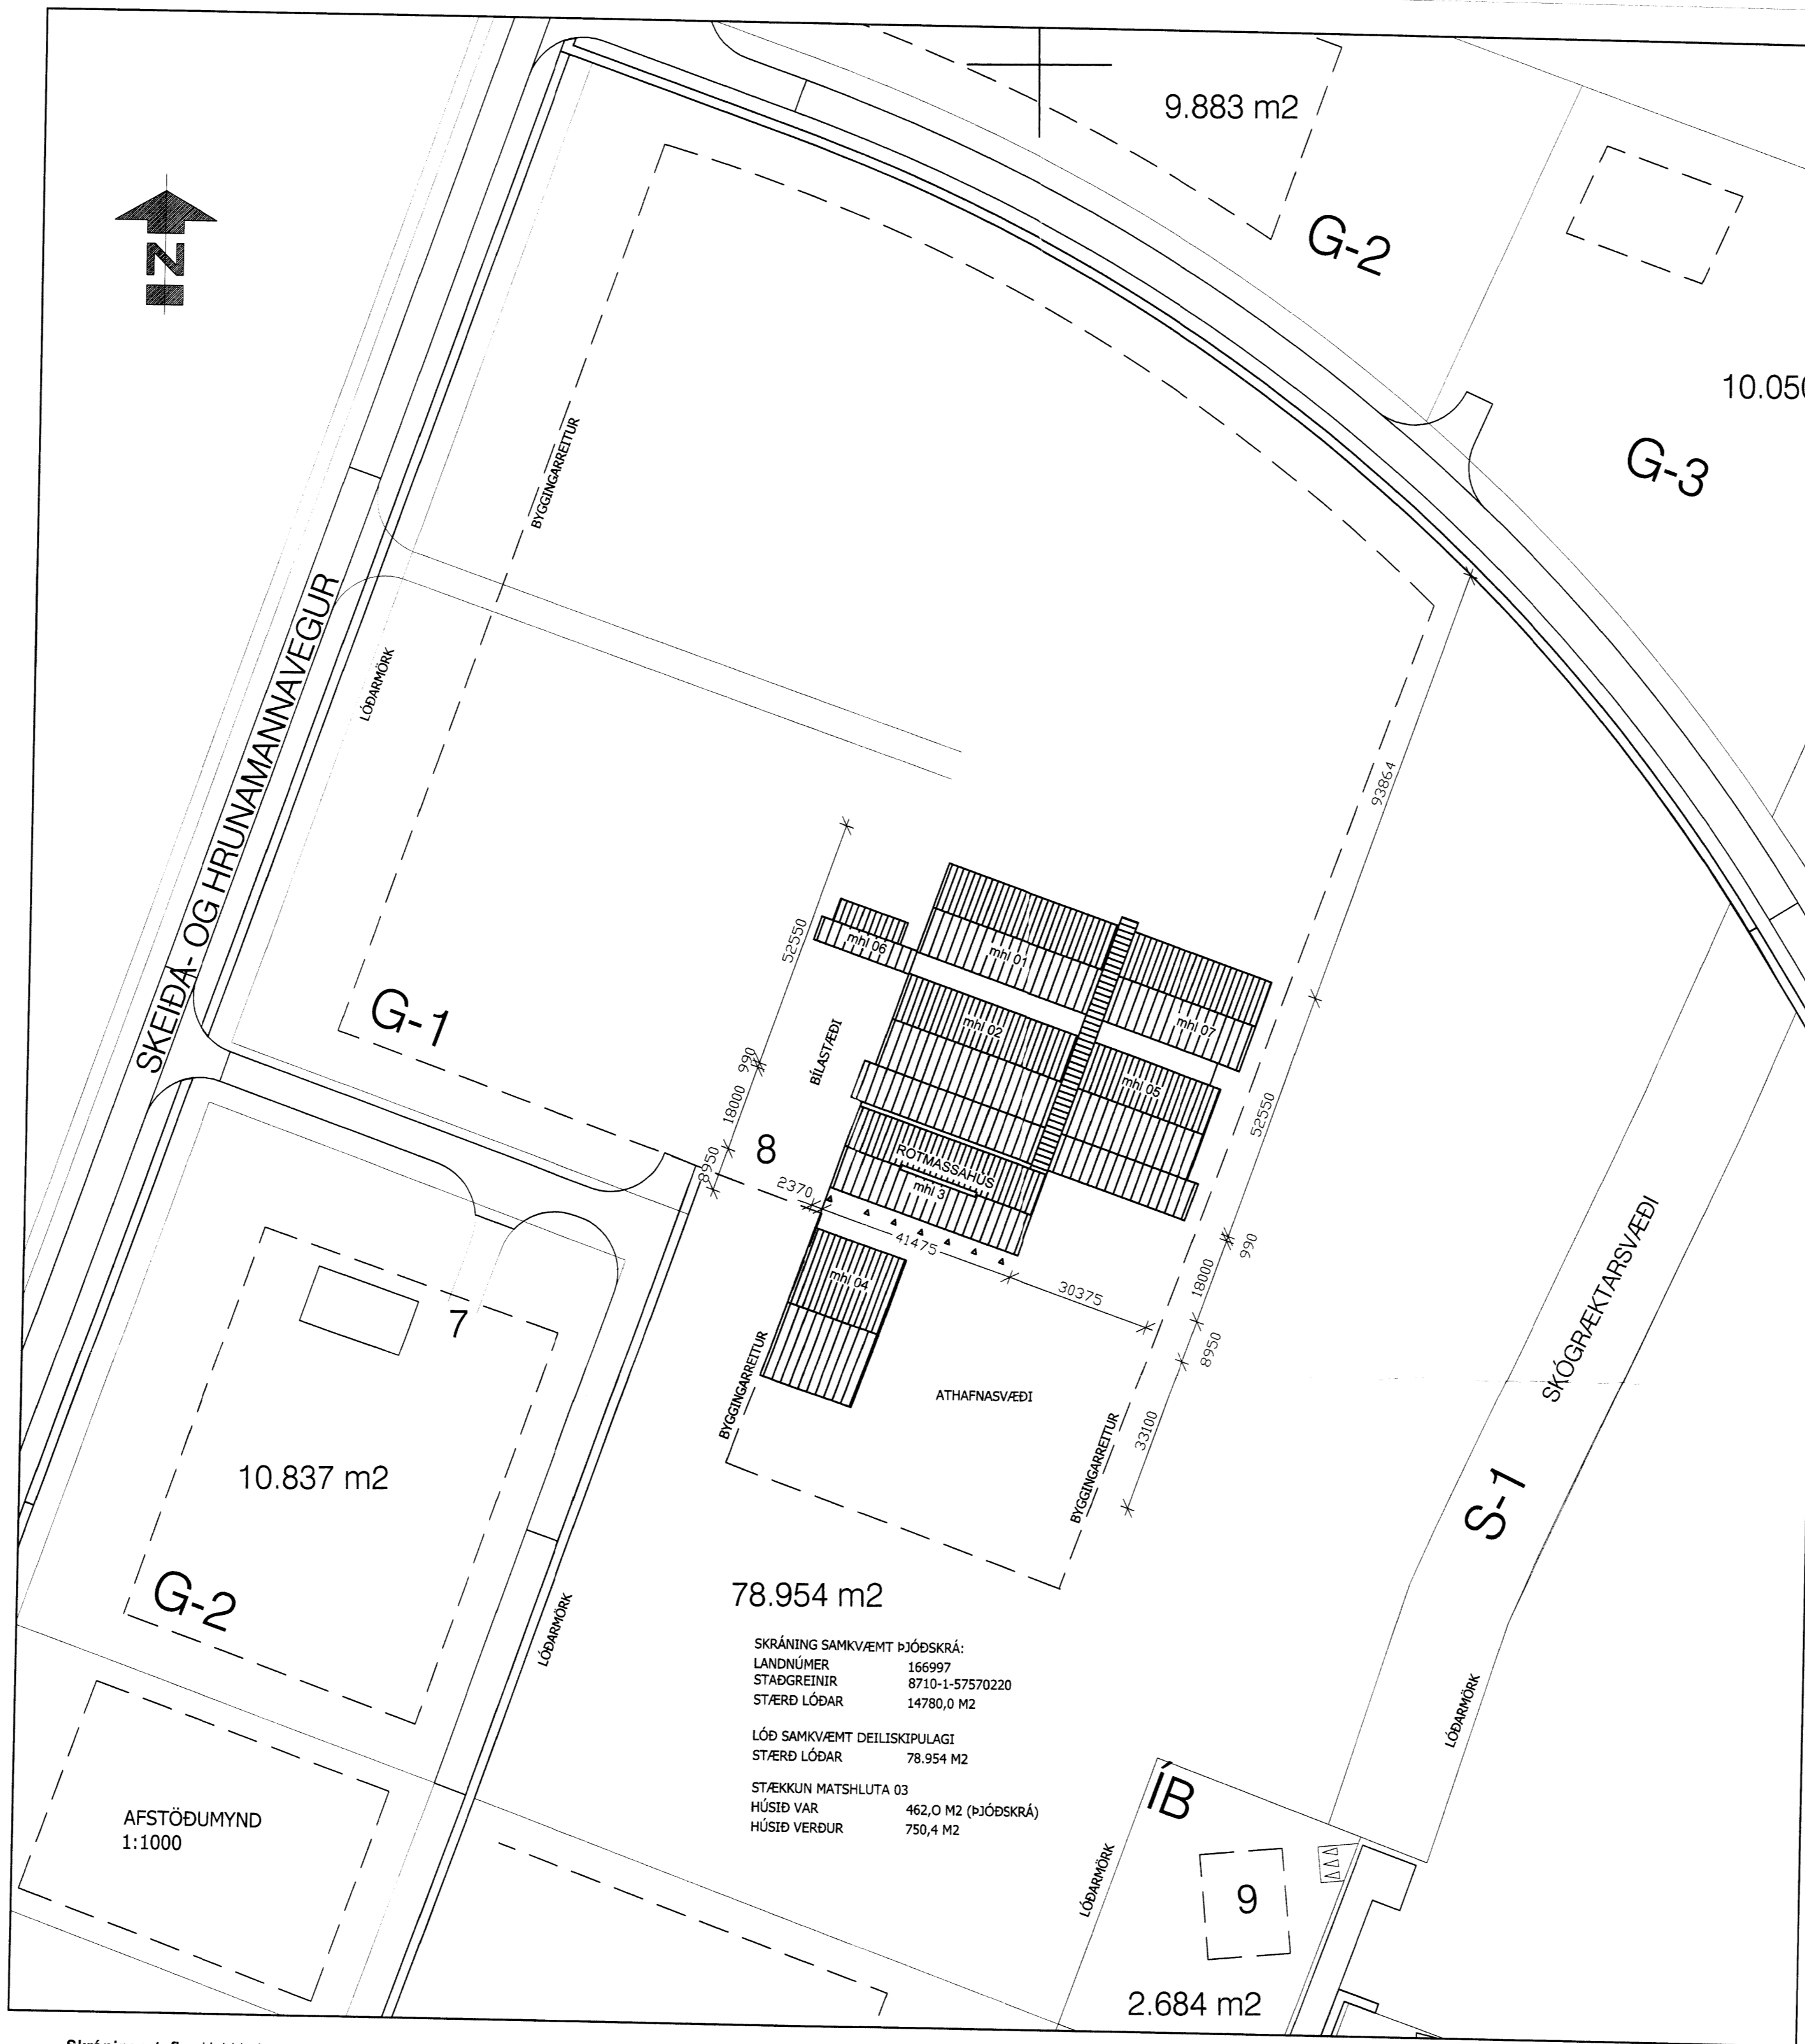 9.883 m2
G-2
10.050
G-3
N
BYGGINGARREITUR
LÓÐARMÖRK
SKEIÐA- OG HRUNAMANNAVEGUR
93864
52550
mhl 06
mhl 01
mhl 02
mhl 07
mhl 05
G-1
BÍLASTÆÐI
990
18000
8950
8
2370
ROTMASSAHUS
mhl 3
41475
30375
52550
990
18000
8950
33100
mhl 04
BYGGINGARREITUR
ATHAFNASVÆÐI
BYGGINGARREITUR
SKÓGRÆKTARSVÆÐI
S-1
7
10.837 m2
G-2
LÓÐARMÖRK
78.954 m2
SKRÁNING SAMKVÆMT ÞJÓÐSKRÁ:
LANDNÚMER 166997
STAÐGREINIR 8710-1-57570220
STÆRÐ LÓÐAR 14780,0 M2
LÓÐ SAMKVÆMT DEILISKIPULAGI
STÆRÐ LÓÐAR 78.954 M2
STÆKKUN MATSHLUTA 03
HÚSIÐ VAR 462,0 M2 (ÞJÓÐSKRÁ)
HÚSIÐ VERÐUR 750,4 M2
LÓÐARMÖRK
ÍB
LÓÐARMÖRK
9
2.684 m2
AFSTÖÐUMYND
1:1000